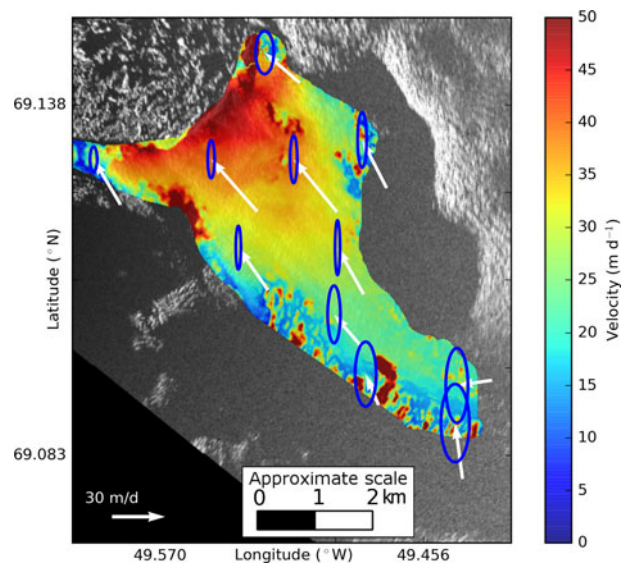 69.138
Latitude (° N)
69.083
30 m/d
Approximate scale
0 1 2 km
49.570 Longitude (° W) 49.456
50
45
40
35
30
25
20
15
10
5
0
Velocity (m d⁻¹)